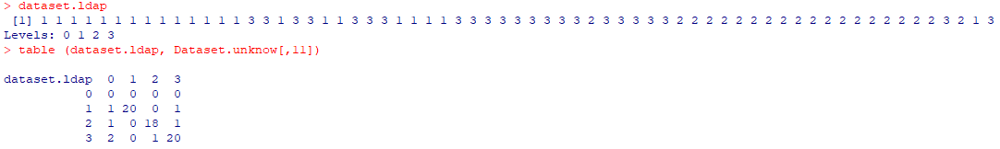 > dataset.ldap
[1] 1 1 1 1 1 1 1 1 1 1 1 1 1 1 3 3 1 3 3 1 1 3 3 3 1 1 1 1 3 3 3 3 3 3 3 3 3 2 3 3 3 3 3 2 2 2 2 2 2 2 2 2 2 2 2 2 2 2 2 2 2 3 2 1 3
Levels: 0 1 2 3
> table (dataset.ldap, Dataset.unknow[,11])
dataset.ldap 0 1 2 3
0 0 0 0 0
1 1 20 0 1
2 1 0 18 1
3 2 0 1 20